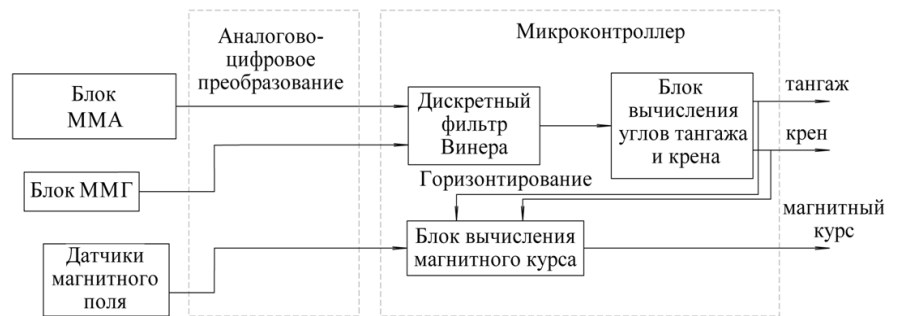 Аналогово-
цифровое
преобразование
Микроконтроллер
Блок
ММА
Дискретный
фильтр
Винера
Блок
вычисления
углов тангажа
и крена
тангаж
крен
Блок ММГ
Горизонтирование
магнитный
курс
Датчики
магнитного
поля
Блок вычисления
магнитного курса